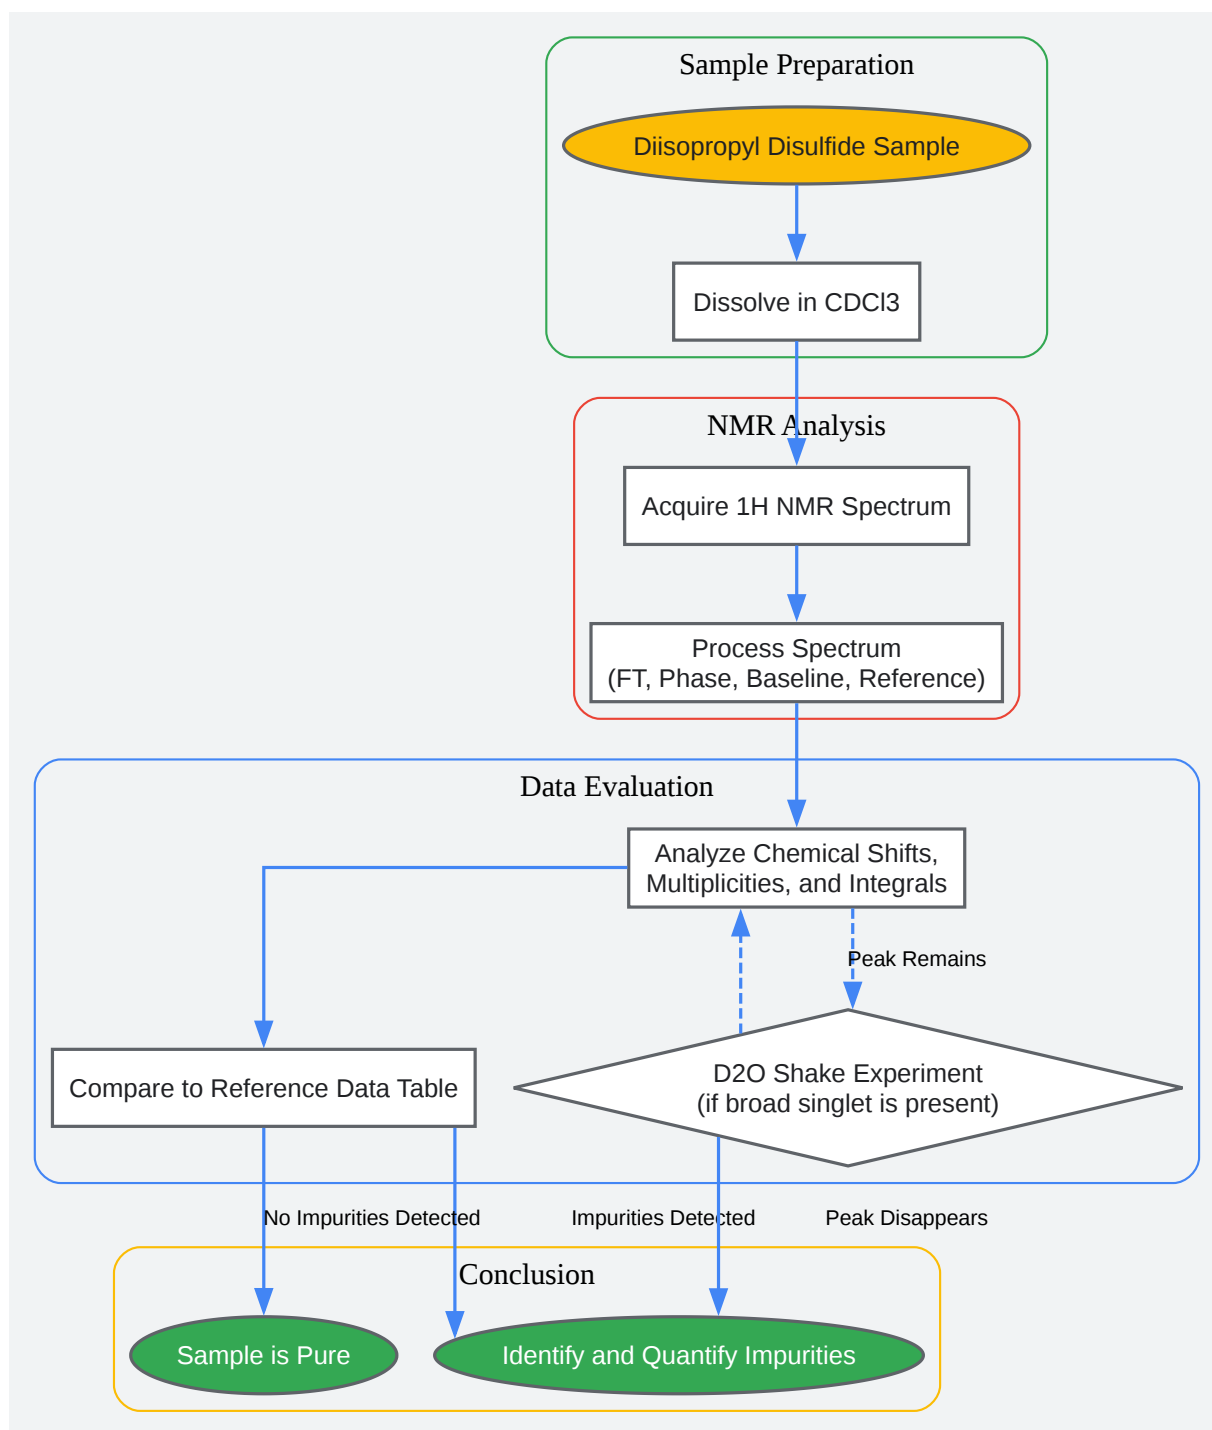 Sample Preparation
Diisopropyl Disulfide Sample
Dissolve in CDCl3
NMR Analysis
Acquire 1H NMR Spectrum
Process Spectrum
(FT, Phase, Baseline, Reference)
Data Evaluation
Analyze Chemical Shifts,
Multiplicities, and Integrals
Peak Remains
Compare to Reference Data Table
D2O Shake Experiment
(if broad singlet is present)
No Impurities Detected
Impurities Detected
Peak Disappears
Conclusion
Sample is Pure
Identify and Quantify Impurities